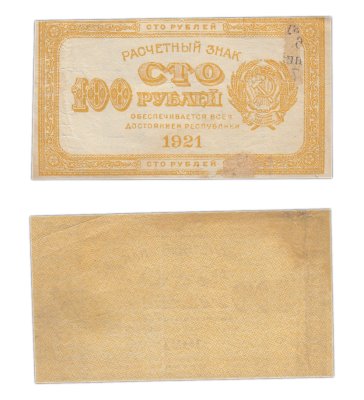 СТО РУБЛЕЙ
РАСЧЕТНЫЙ ЗНАК
СТО
100 РУБЛЕЙ
ОБЕСПЕЧИВАЕТСЯ ВСЕМ
ДОСТОЯНИЕМ РЕСПУБЛИКИ
1921
СТО РУБЛЕЙ